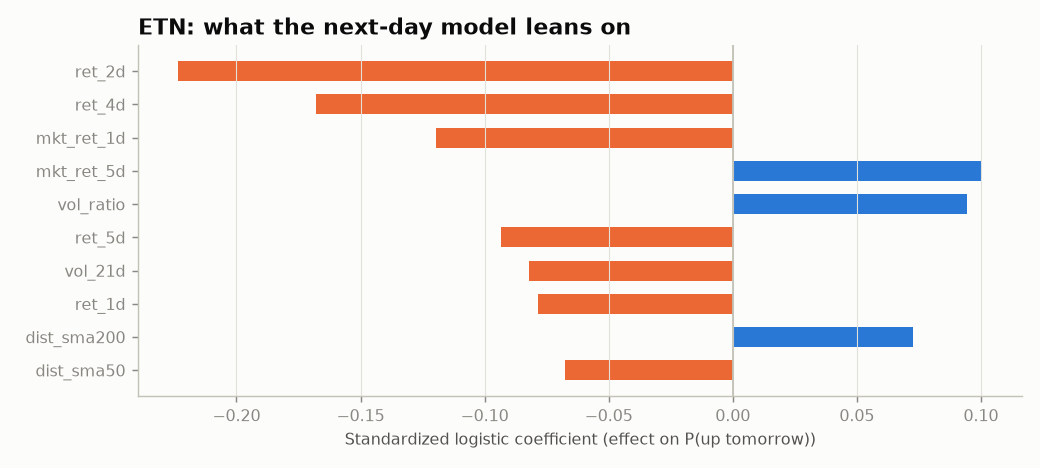 ETN: what the next-day model leans on
ret_2d
ret_4d
mkt_ret_1d
mkt_ret_5d
vol_ratio
ret_5d
vol_21d
ret_1d
dist_sma200
dist_sma50
−0.20 −0.15 −0.10 −0.05 0.00 0.05 0.10
Standardized logistic coefficient (effect on P(up tomorrow))